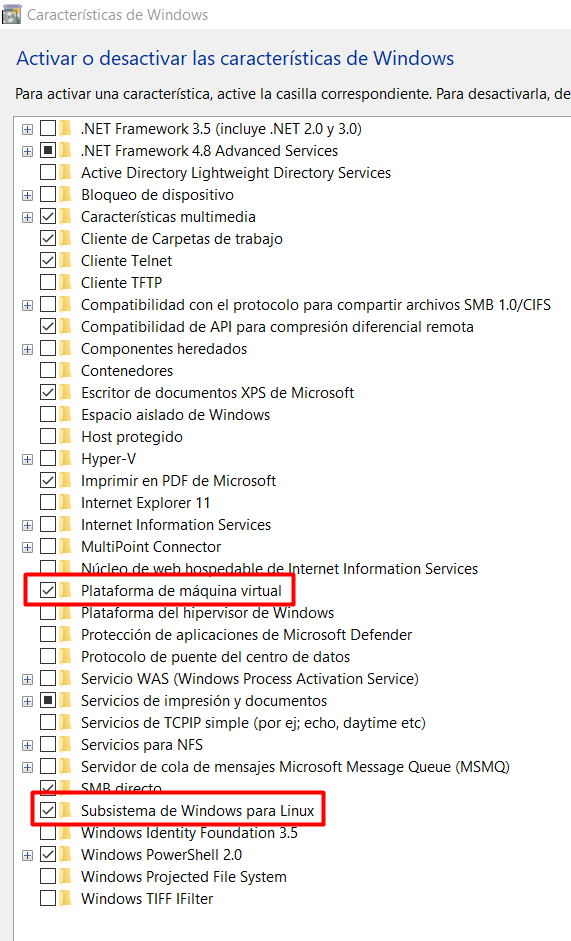 Características de Windows
Activar o desactivar las características de Windows
Para activar una característica, active la casilla correspondiente. Para desactivarla, de
.NET Framework 3.5 (incluye .NET 2.0 y 3.0)
.NET Framework 4.8 Advanced Services
Active Directory Lightweight Directory Services
Bloqueo de dispositivo
Características multimedia
Cliente de Carpetas de trabajo
Cliente Telnet
Cliente TFTP
Compatibilidad con el protocolo para compartir archivos SMB 1.0/CIFS
Compatibilidad de API para compresión diferencial remota
Componentes heredados
Contenedores
Escritor de documentos XPS de Microsoft
Espacio aislado de Windows
Host protegido
Hyper-V
Imprimir en PDF de Microsoft
Internet Explorer 11
Internet Information Services
MultiPoint Connector
Núcleo de web hospedable de Internet Information Services
Plataforma de máquina virtual
Plataforma del hipervisor de Windows
Protección de aplicaciones de Microsoft Defender
Protocolo de puente del centro de datos
Servicio WAS (Windows Process Activation Service)
Servicios de impresión y documentos
Servicios de TCPIP simple (por ej; echo, daytime etc)
Servicios para NFS
Servidor de cola de mensajes Microsoft Message Queue (MSMQ)
SMB directo
Subsistema de Windows para Linux
Windows Identity Foundation 3.5
Windows PowerShell 2.0
Windows Projected File System
Windows TIFF IFilter